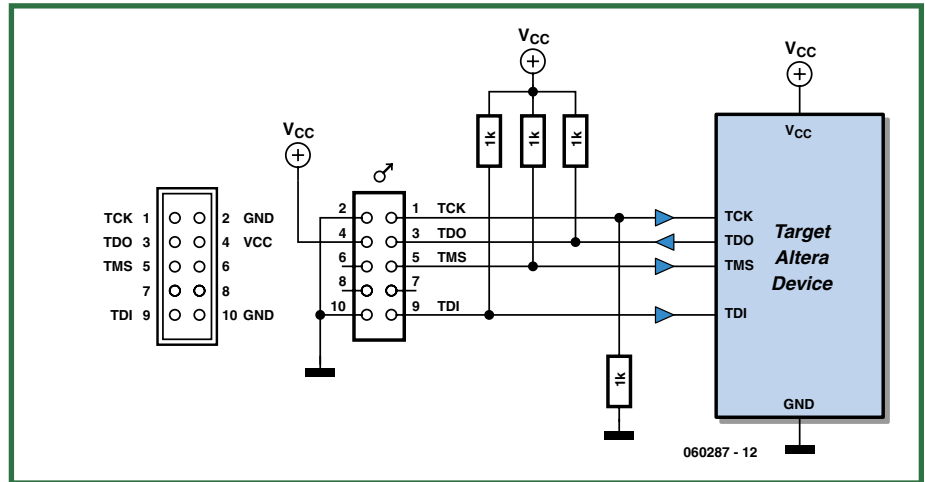 VCC
VCC
VCC
1k
1k
1k
VCC
♂
TCK 1 2 GND
TDO 3 4 VCC
TMS 5 6
7 8
TDI 9 10 GND
2 1 TCK
4 3 TDO
6 5 TMS
8 7
10 9 TDI
TCK
TDO
TMS
TDI
Target
Altera
Device
1k
GND
060287 - 12